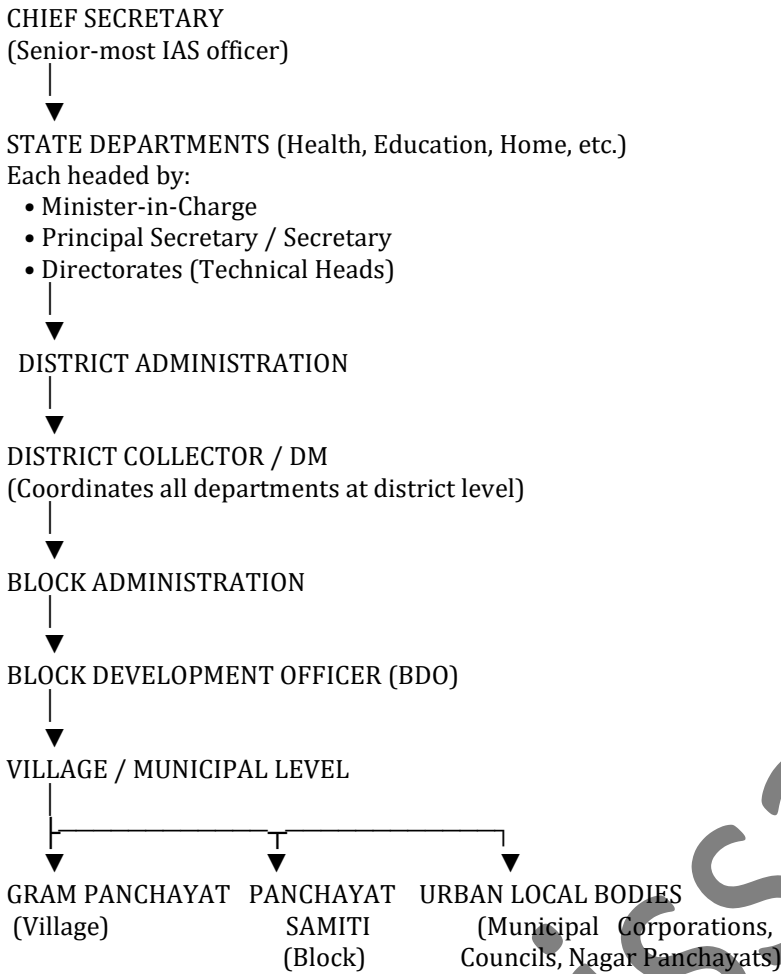 CHIEF SECRETARY
(Senior-most IAS officer)
STATE DEPARTMENTS (Health, Education, Home, etc.)
Each headed by:
• Minister-in-Charge
• Principal Secretary / Secretary
• Directorates (Technical Heads)
DISTRICT ADMINISTRATION
DISTRICT COLLECTOR / DM
(Coordinates all departments at district level)
BLOCK ADMINISTRATION
BLOCK DEVELOPMENT OFFICER (BDO)
VILLAGE / MUNICIPAL LEVEL
GRAM PANCHAYAT PANCHAYAT URBAN LOCAL BODIES
(Village) SAMITI (Municipal Corporations,
(Block) Councils, Nagar Panchayats)